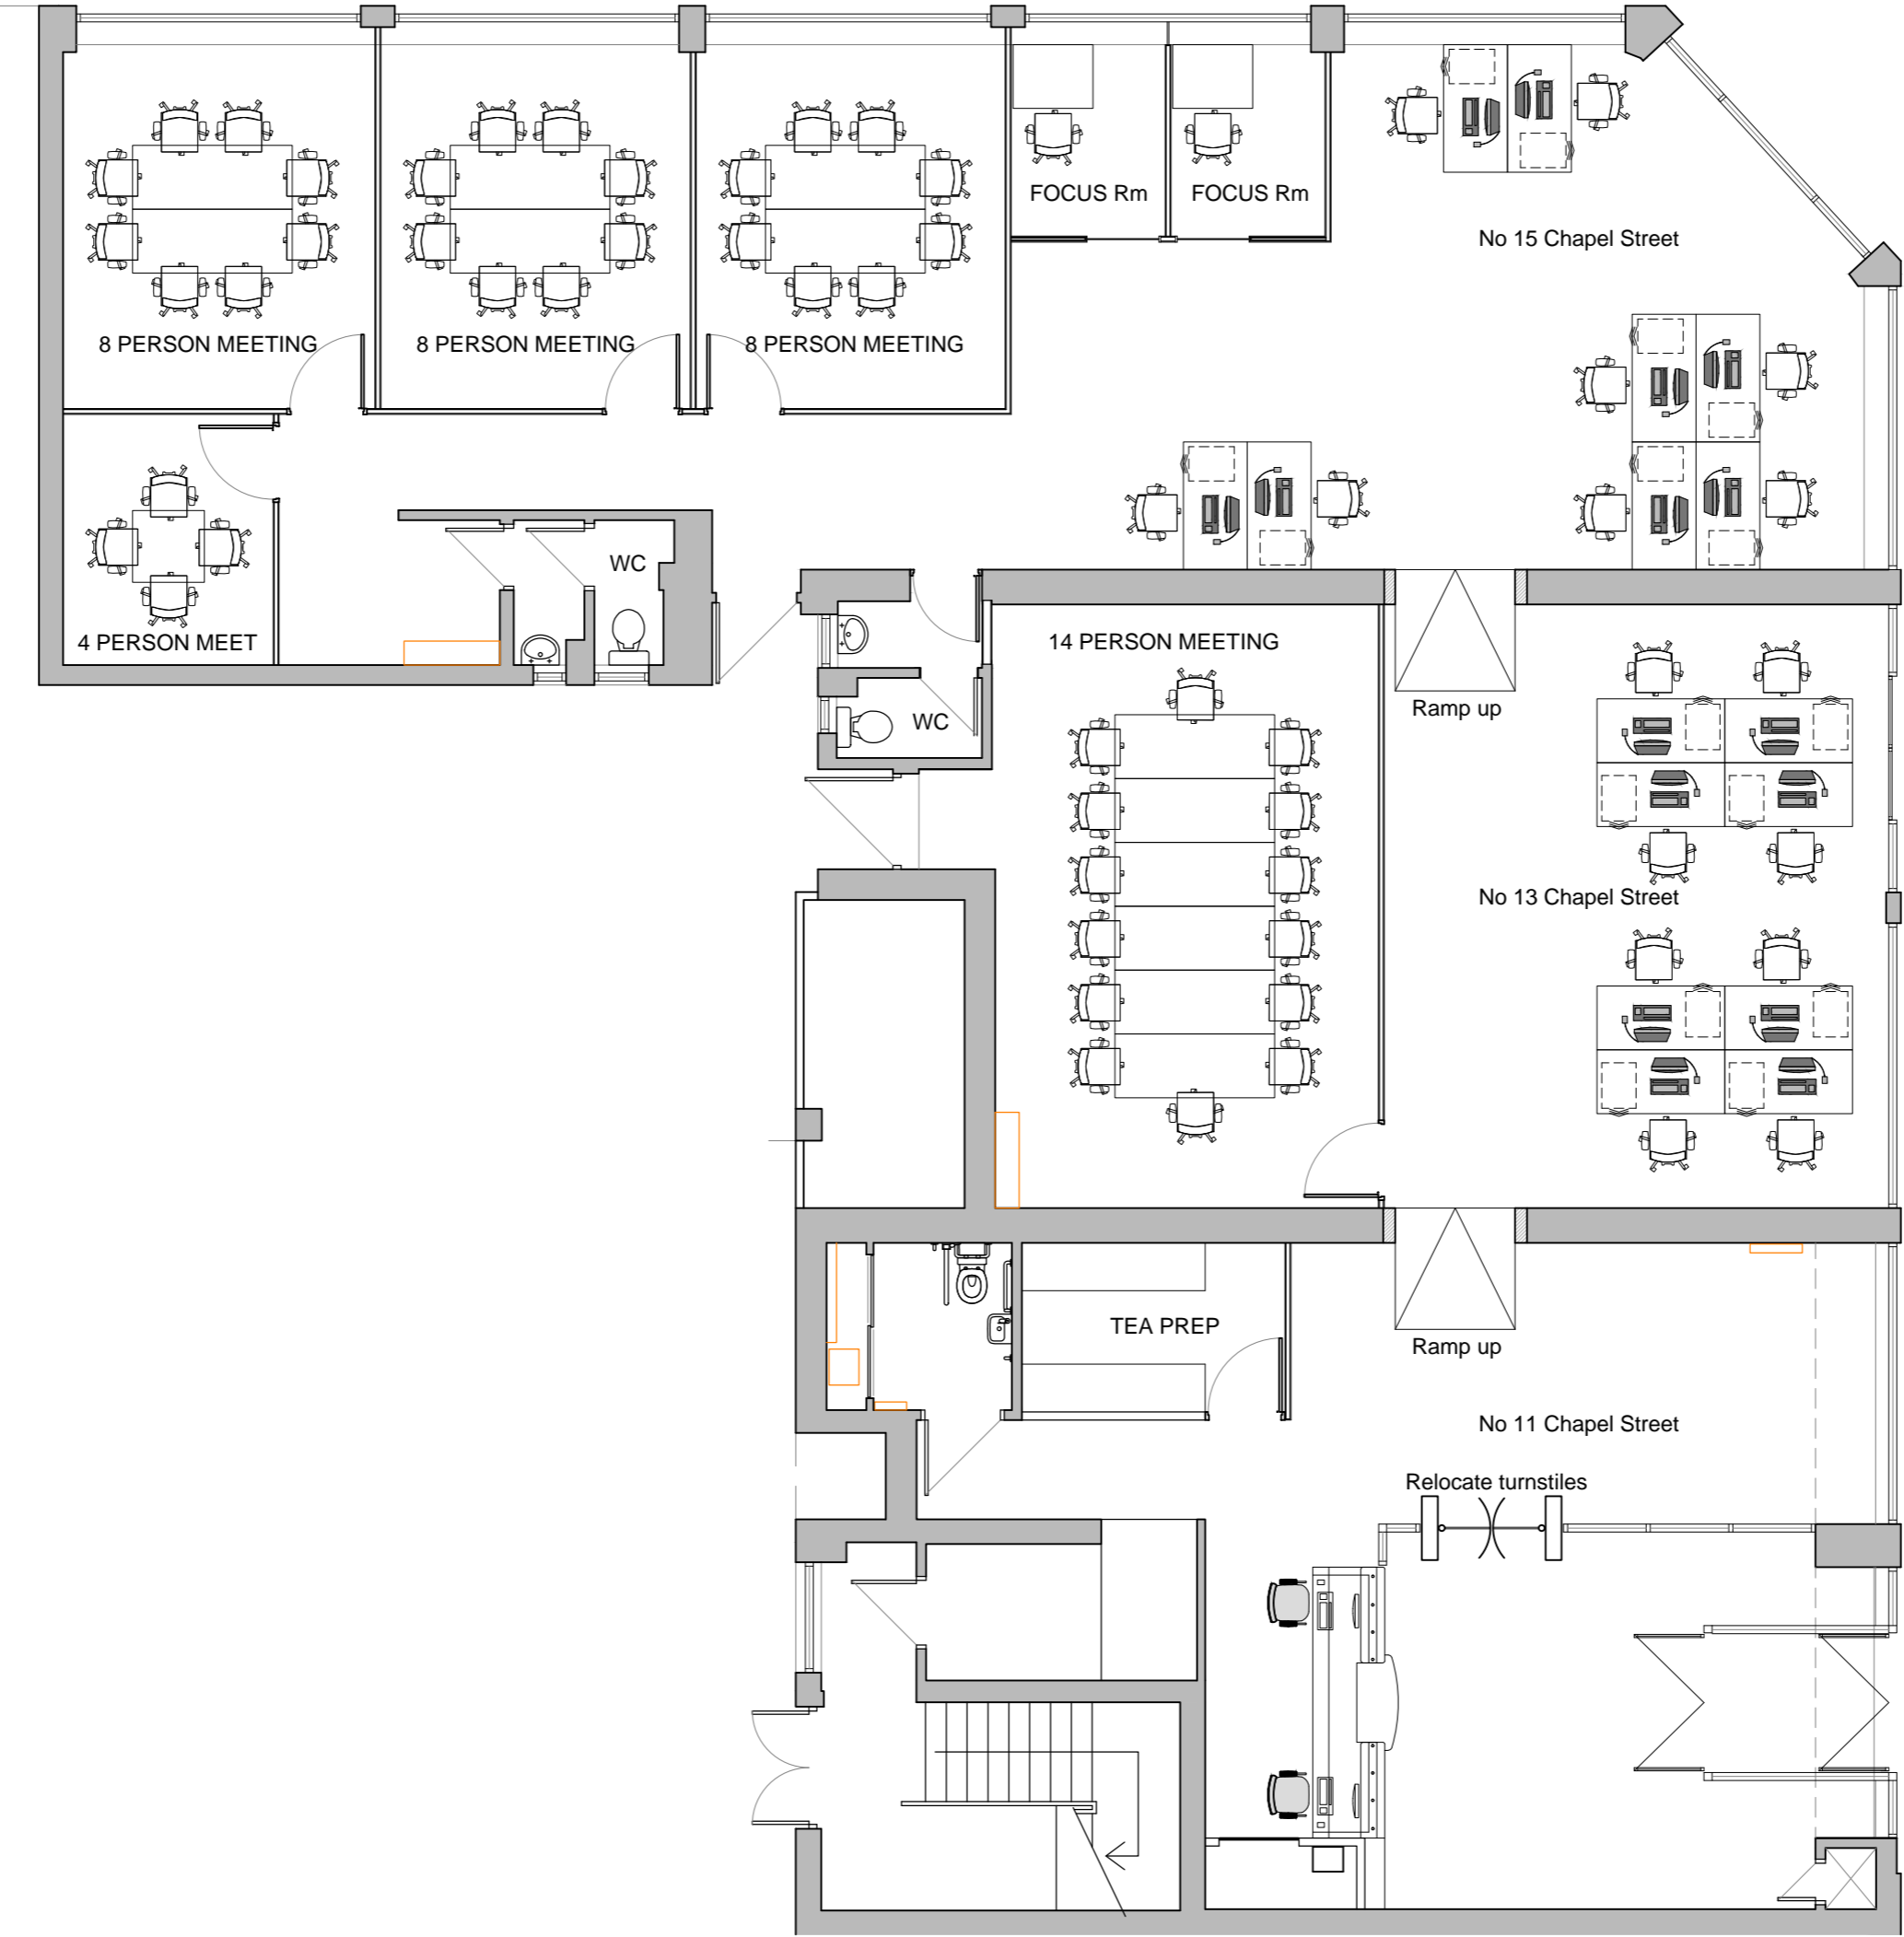 FOCUS Rm
FOCUS Rm
No 15 Chapel Street
8 PERSON MEETING
8 PERSON MEETING
8 PERSON MEETING
WC
4 PERSON MEET
14 PERSON MEETING
Ramp up
WC
No 13 Chapel Street
TEA PREP
Ramp up
No 11 Chapel Street
Relocate turnstiles